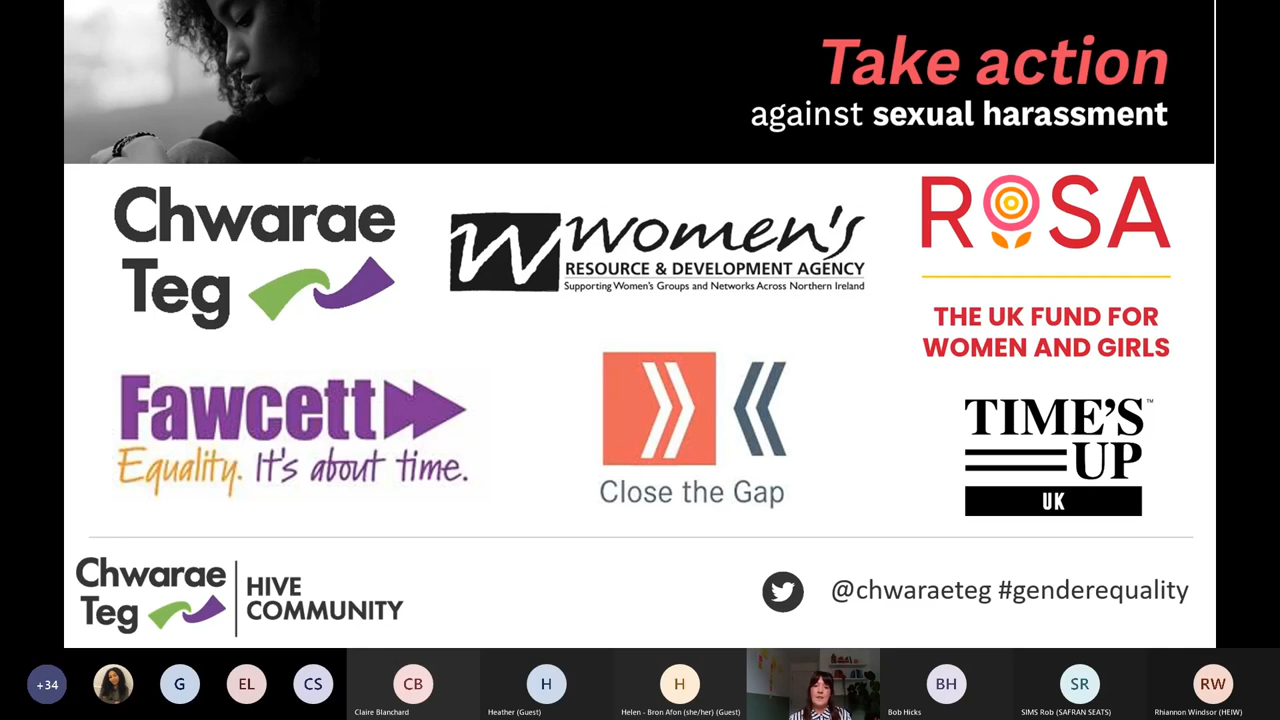 Take action
against sexual harassment
Chwarae
Teg
W women's
RESOURCE & DEVELOPMENT AGENCY
Supporting Women's Groups and Networks Across Northern Ireland
ROSA
THE UK FUND FOR
WOMEN AND GIRLS
Fawcett
Equality. It's about time.
Close the Gap
TIME'S™
UP
UK
Chwarae
Teg
HIVE
COMMUNITY
@chwaraeteg #genderequality
+34
G
EL
CS
CB
Claire Blanchard
H
Heather (Guest)
H
Helen - Bron Afon (she/her) (Guest)
BH
Bob Hicks
SR
SIMS Rob (SAFRAN SEATS)
RW
Rhiannon Windsor (HEIW)